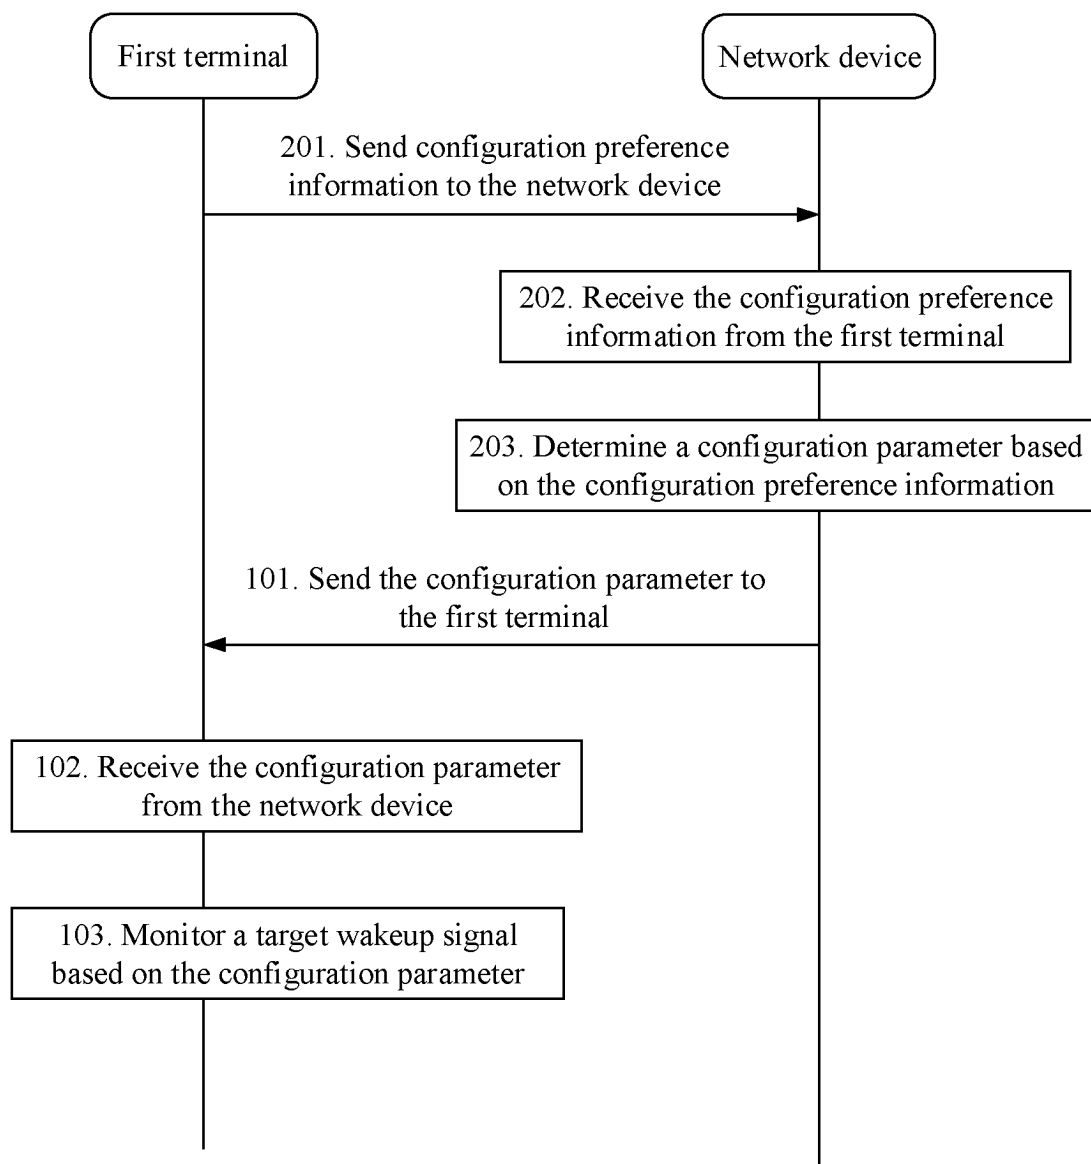 First terminal
Network device
201. Send configuration preference
information to the network device
202. Receive the configuration preference
information from the first terminal
203. Determine a configuration parameter based
on the configuration preference information
101. Send the configuration parameter to
the first terminal
102. Receive the configuration parameter
from the network device
103. Monitor a target wakeup signal
based on the configuration parameter